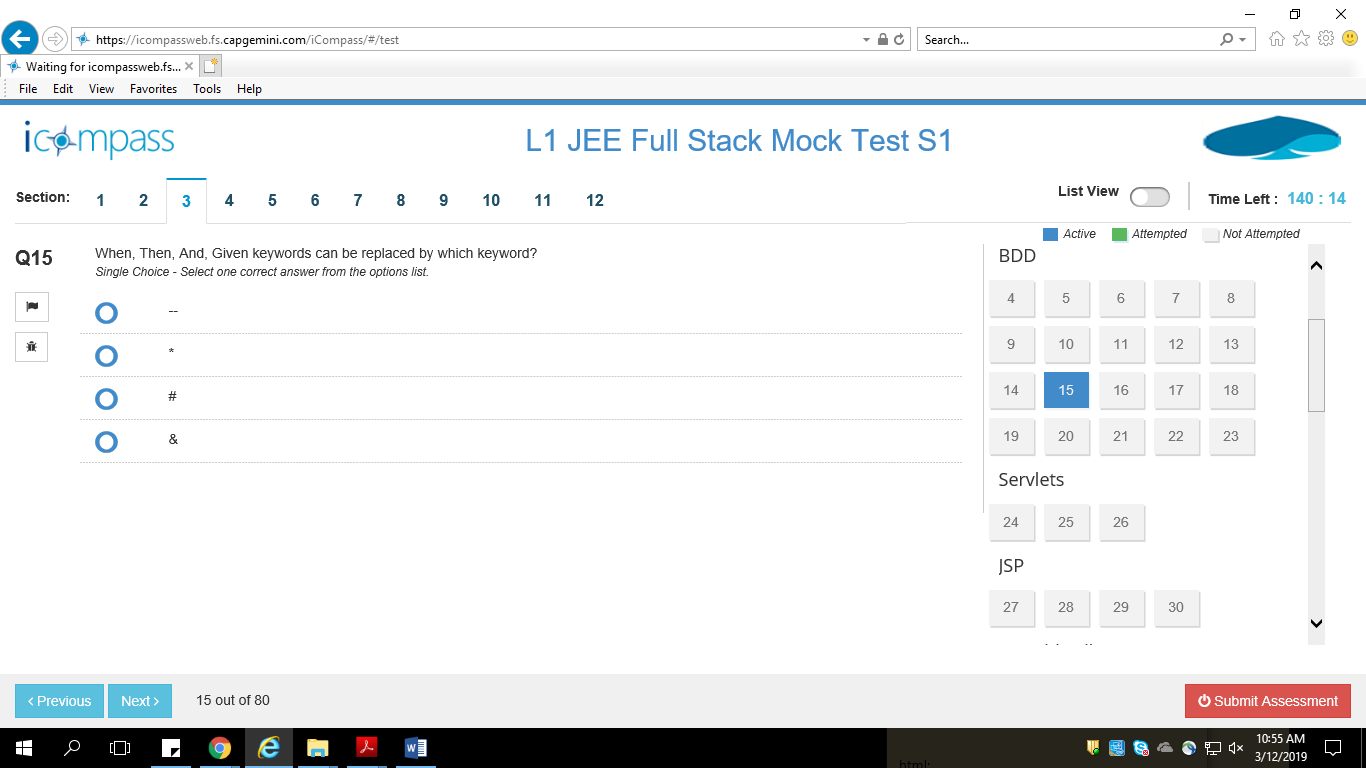 https://icompassweb.fs.capgemini.com/iCompass/#/test
Search...
Waiting for icompassweb.fs...
File Edit View Favorites Tools Help
icompass
L1 JEE Full Stack Mock Test S1
Section: 1 2 3 4 5 6 7 8 9 10 11 12
List View
Time Left : 140 : 14
Active Attempted Not Attempted
Q15
When, Then, And, Given keywords can be replaced by which keyword?
Single Choice - Select one correct answer from the options list.
--
*
#
&
BDD
4 5 6 7 8
9 10 11 12 13
14 15 16 17 18
19 20 21 22 23
Servlets
24 25 26
JSP
27 28 29 30
< Previous
Next >
15 out of 80
Submit Assessment
10:55 AM
3/12/2019
html: